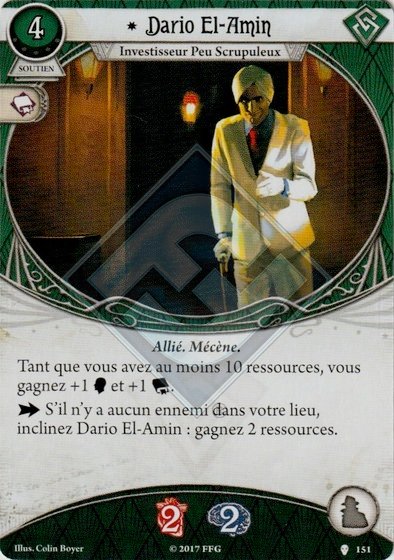 4
Dario El-Amin
SOUTIEN
Investisseur Peu Scrupuleux
Allié. Mécène.
Tant que vous avez au moins 10 ressources, vous
gagnez +1 et +1 .
S'il n'y a aucun ennemi dans votre lieu,
inclinez Dario El-Amin : gagnez 2 ressources.
2 2
Illus. Colin Boyer © 2017 FFG 151